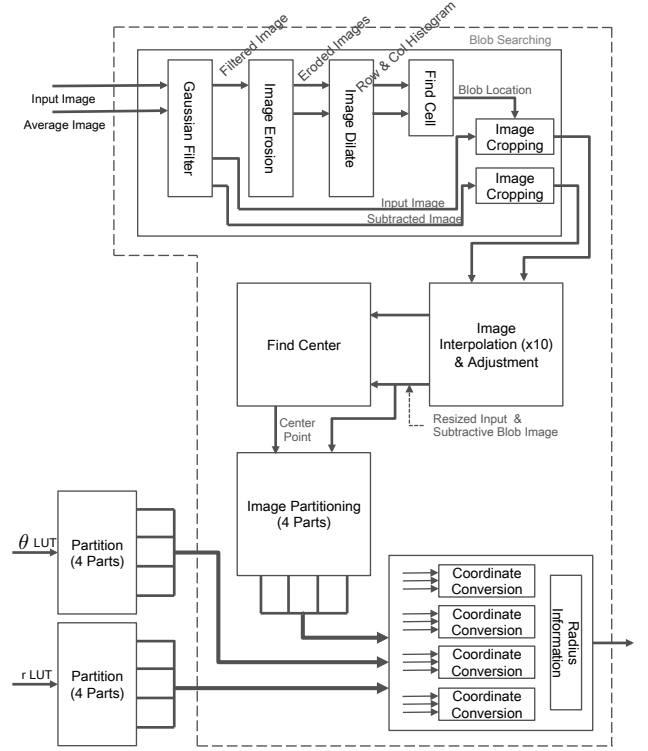 Blob Searching
Filtered Image
Eroded Images
Row & Col Histogram
Input Image
Average Image
Gaussian Filter
Image Erosion
Image Dilate
Find Cell
Blob Location
Image
Cropping
Image
Cropping
Input Image
Subtracted Image
Find Center
Image
Interpolation (x10)
& Adjustment
Center
Point
Resized Input &
Subtractive Blob Image
Image Partitioning
(4 Parts)
θ LUT
Partition
(4 Parts)
r LUT
Partition
(4 Parts)
Coordinate
Conversion
Coordinate
Conversion
Coordinate
Conversion
Coordinate
Conversion
Radius
Information